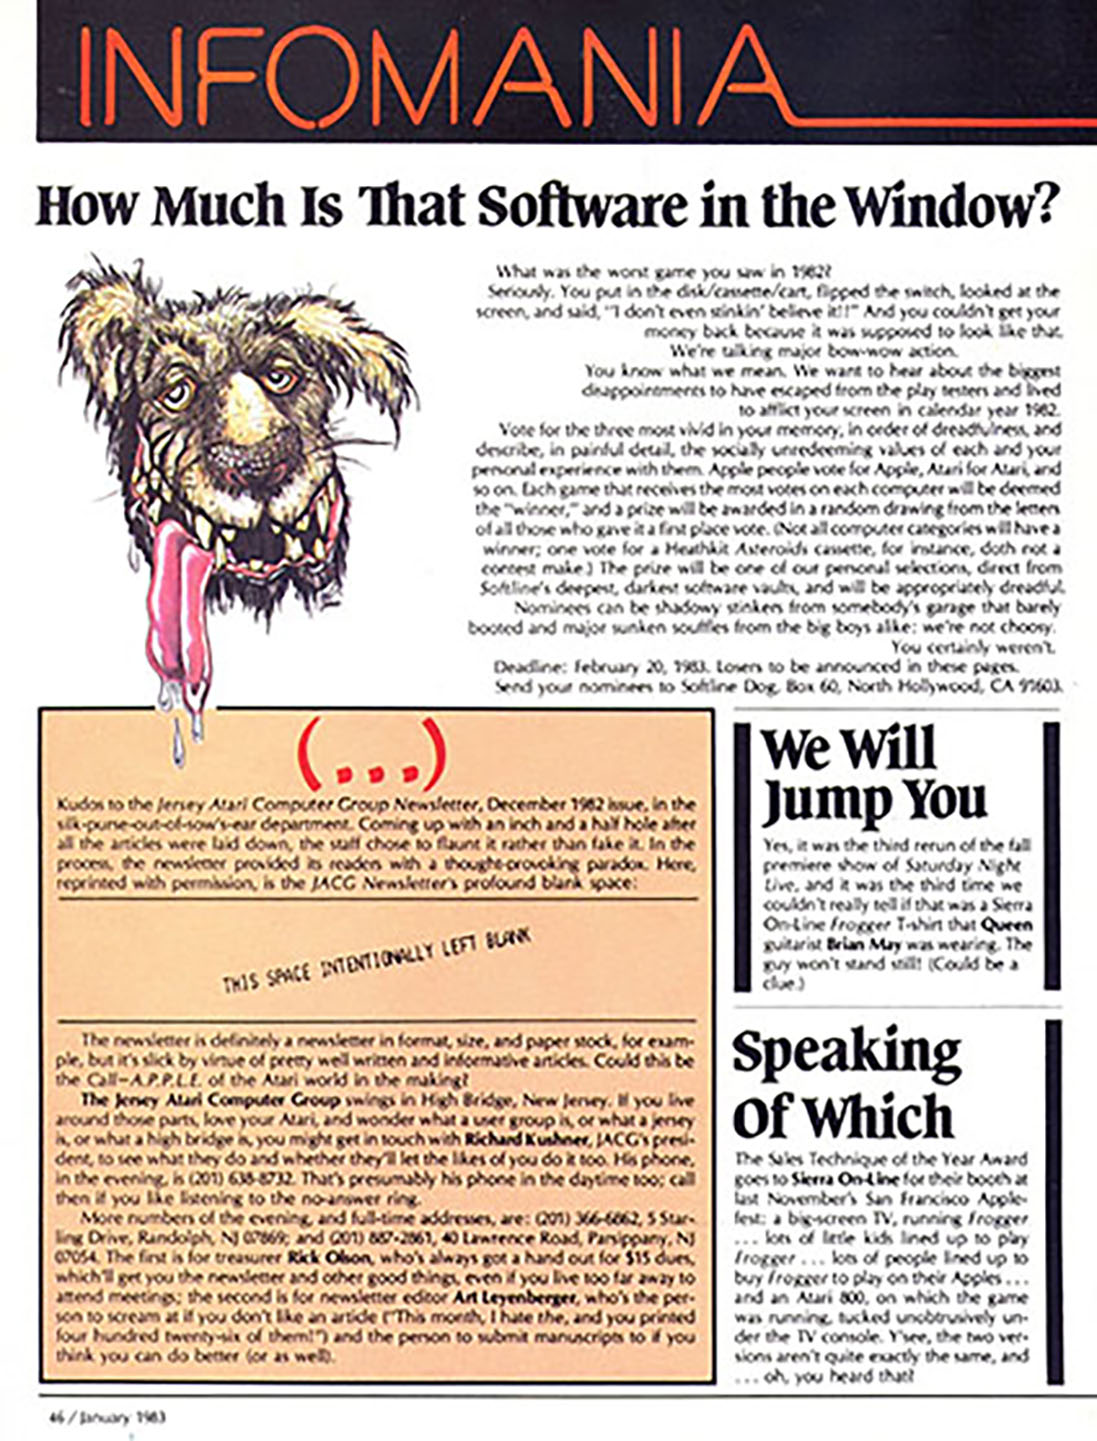 INFOMANIA
How Much Is That Software in the Window?
What was the worst game you saw in 1982?
Seriously. You put in the disk/cassette/cart, flipped the switch, looked at the
screen, and said, "I don't even stinkin' believe it!!" And you couldn't get your
money back because it was supposed to look like that.
We're talking major bow-wow action.
You know what we mean. We want to hear about the biggest
disappointments to have escaped from the play testers and lived
to afflict your screen in calendar year 1982.
Vote for the three most vivid in your memory, in order of dreadfulness, and
describe, in painful detail, the socially unredeeming values of each and your
personal experience with them. Apple people vote for Apple, Atari for Atari, and
so on. Each game that receives the most votes on each computer will be deemed
the "winner," and a prize will be awarded in a random drawing from the letters
of all those who gave it a first place vote. (Not all computer categories will have a
winner; one vote for a Heathkit Asteroids cassette, for instance, doth not a
contest make.) The prize will be one of our personal selections, direct from
Softline's deepest, darkest software vaults, and will be appropriately dreadful.
Nominees can be shadowy stinkers from somebody's garage that barely
booted and major sunken souffles from the big boys alike; we're not choosy.
You certainly weren't.
Deadline: February 20, 1983. Losers to be announced in these pages.
Send your nominees to Softline Dog, Box 60, North Hollywood, CA 91603.
(...)
Kudos to the Jersey Atari Computer Group Newsletter, December 1982 issue, in the
silk-purse-out-of-sow's-ear department. Coming up with an inch and a half hole after
all the articles were laid down, the staff chose to flaunt it rather than fake it. In the
process, the newsletter provided its readers with a thought-provoking paradox. Here,
reprinted with permission, is the JACG Newsletter's profound blank space:
THIS SPACE INTENTIONALLY LEFT BLANK
The newsletter is definitely a newsletter in format, size, and paper stock, for exam-
ple, but it's slick by virtue of pretty well written and informative articles. Could this be
the Call—A.P.P.L.E. of the Atari world in the making?
The Jersey Atari Computer Group swings in High Bridge, New Jersey. If you live
around those parts, love your Atari, and wonder what a user group is, or what a jersey
is, or what a high bridge is, you might get in touch with Richard Kushner, JACG's presi-
dent, to see what they do and whether they'll let the likes of you do it too. His phone,
in the evening, is (201) 638-8732. That's presumably his phone in the daytime too; call
then if you like listening to the no-answer ring.
More numbers of the evening, and full-time addresses, are: (201) 366-6862, 5 Star-
ling Drive, Randolph, NJ 07869; and (201) 887-2861, 40 Lawrence Road, Parsippany, NJ
07054. The first is for treasurer Rick Olson, who's always got a hand out for $15 dues,
which'll get you the newsletter and other good things, even if you live too far away to
attend meetings; the second is for newsletter editor Art Leyenberger, who's the per-
son to scream at if you don't like an article ("This month, I hate the, and you printed
four hundred twenty-six of them!") and the person to submit manuscripts to if you
think you can do better (or as well).
We Will
Jump You
Yes, it was the third rerun of the fall
premiere show of Saturday Night
Live, and it was the third time we
couldn't really tell if that was a Sierra
On-Line Frogger T-shirt that Queen
guitarist Brian May was wearing. The
guy won't stand still! (Could be a
clue.)
Speaking
Of Which
The Sales Technique of the Year Award
goes to Sierra On-Line for their booth at
last November's San Francisco Apple-
fest: a big-screen TV, running Frogger
... lots of little kids lined up to play
Frogger ... lots of people lined up to
buy Frogger to play on their Apples ...
and an Atari 800, on which the game
was running, tucked unobtrusively un-
der the TV console. Y'see, the two ver-
sions aren't quite exactly the same, and
... oh, you heard that?
46 / January 1983